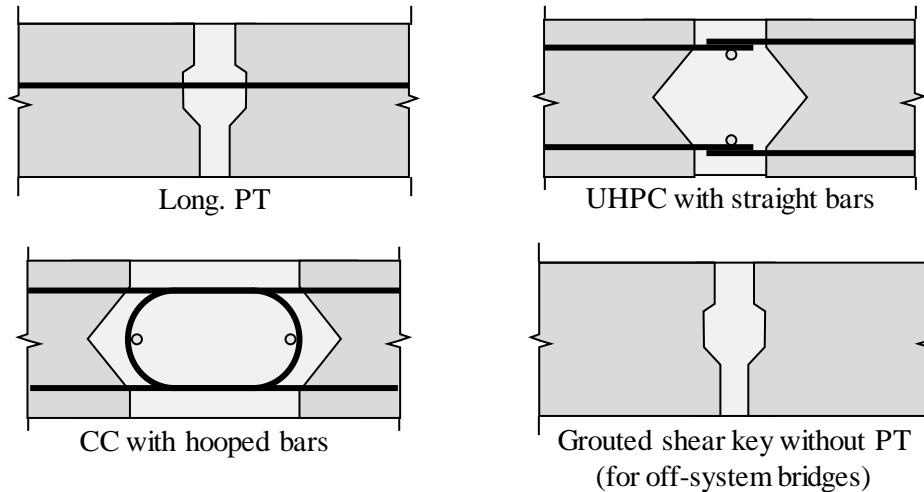 Long. PT
UHPC with straight bars
CC with hooped bars
Grouted shear key without PT
(for off-system bridges)